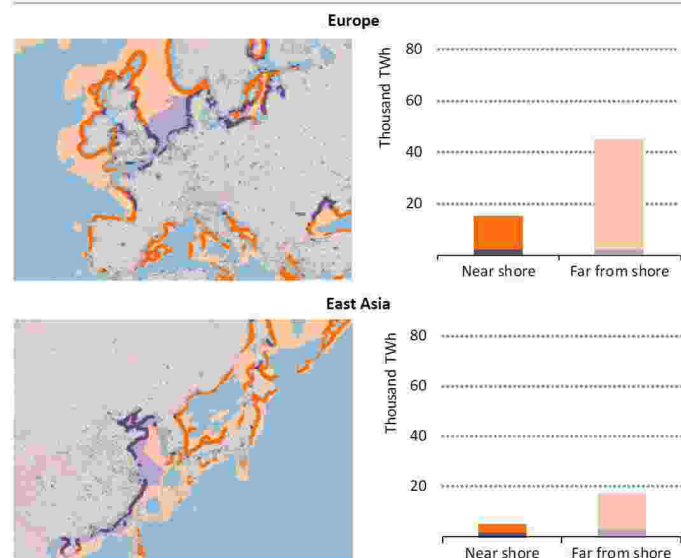 Europe
80
Thousand TWh
60
40
20
Near shore
Far from shore
East Asia
80
Thousand TWh
60
40
20
Near shore
Far from shore